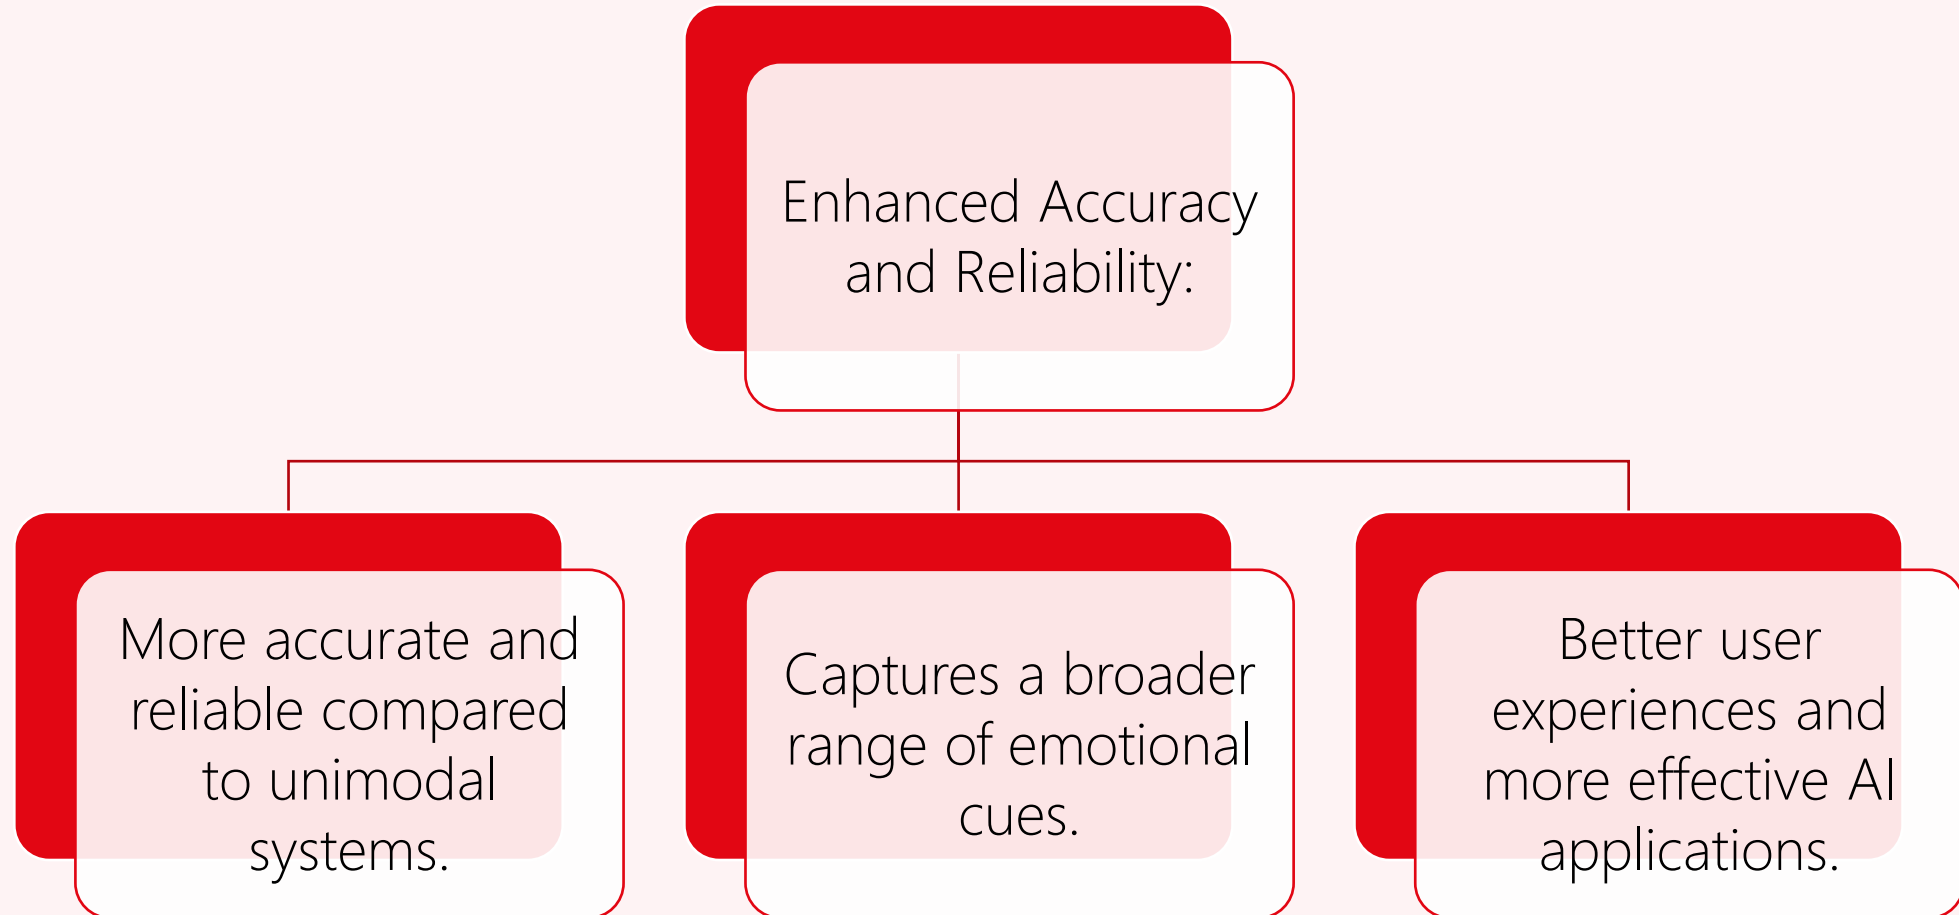 Enhanced Accuracy
and Reliability:
More accurate and
reliable compared
to unimodal
systems.
Captures a broader
range of emotional
cues.
Better user
experiences and
more effective AI
applications.